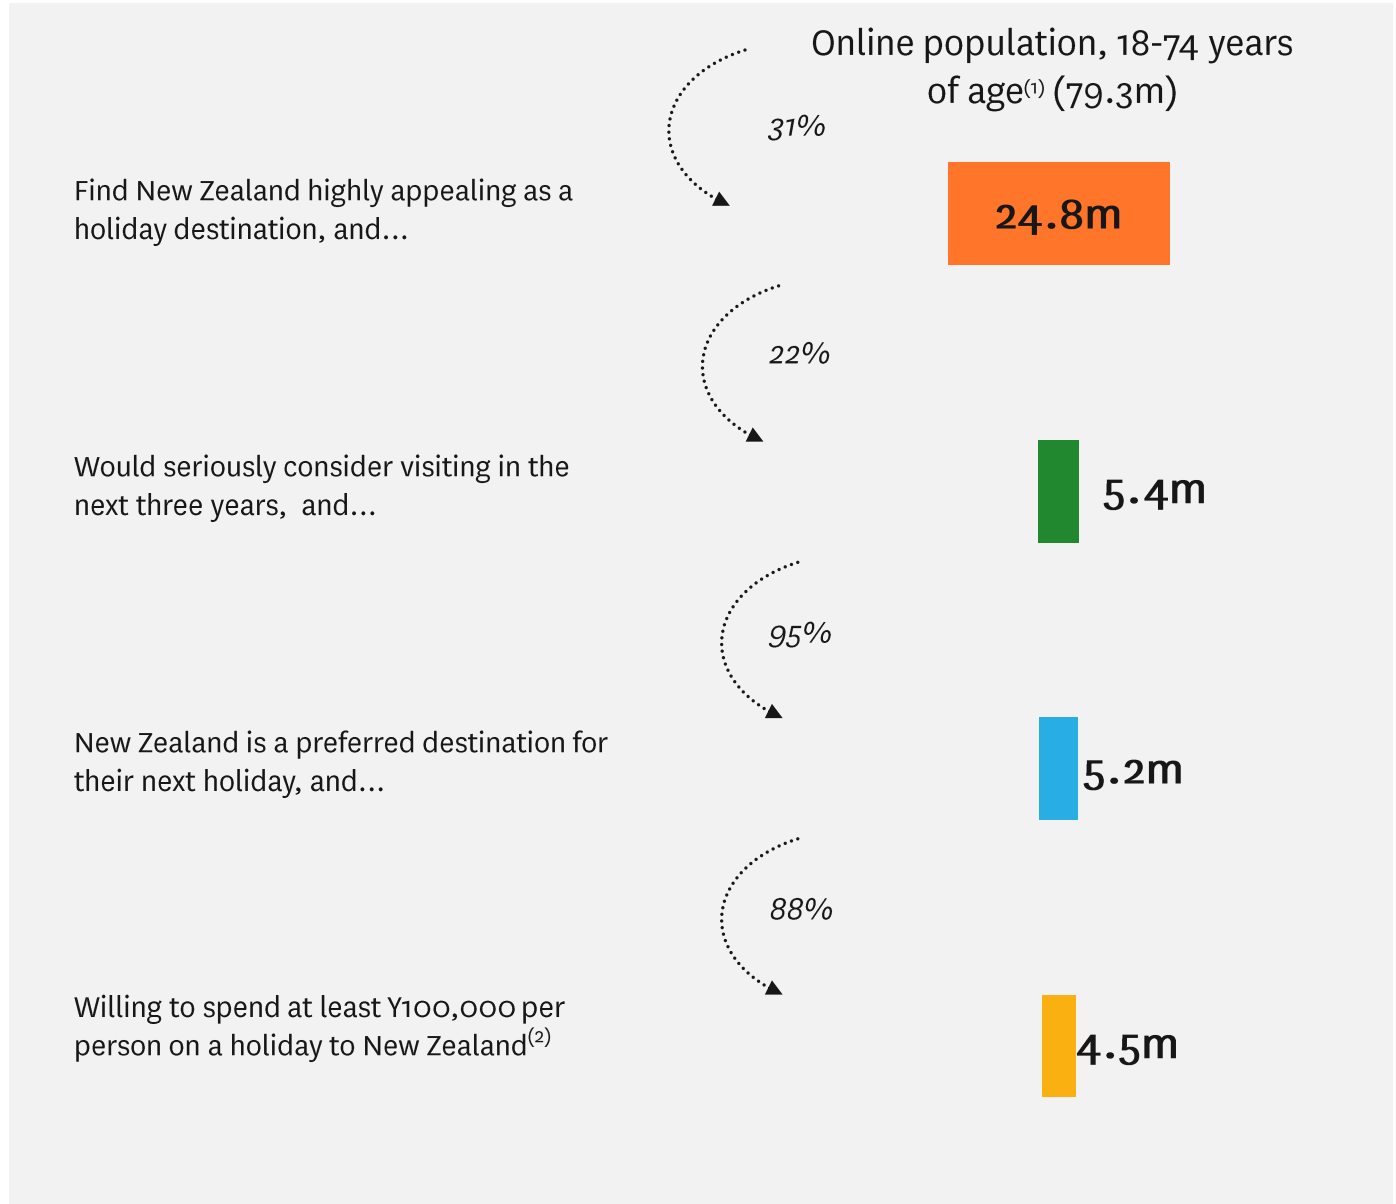 Online population, 18-74 years
of age(1) (79.3m)
31%
Find New Zealand highly appealing as a
holiday destination, and...
24.8m
22%
Would seriously consider visiting in the
next three years,  and...
5.4m
95%
New Zealand is a preferred destination for
their next holiday, and...
5.2m
88%
Willing to spend at least Y100,000 per
person on a holiday to New Zealand(2)
4.5m